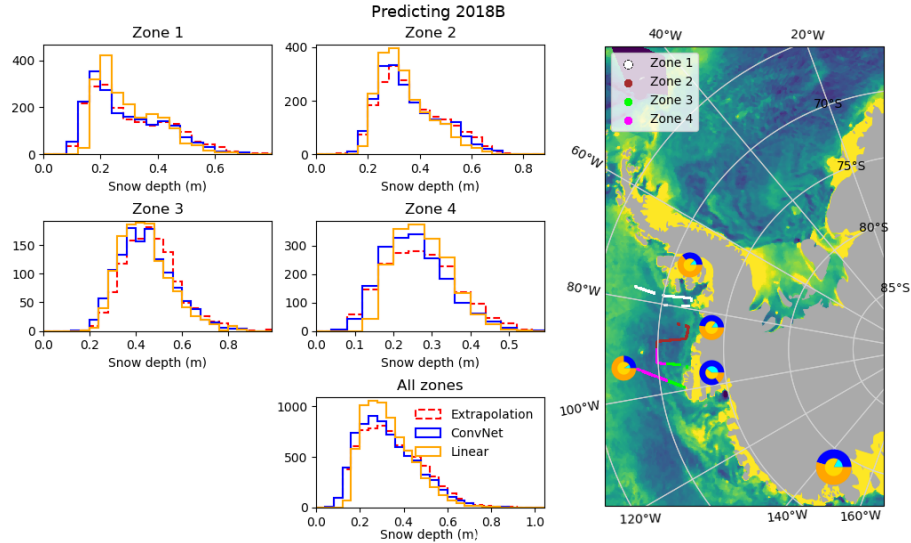 Predicting 2018B
Zone 1
400
200
0
0.0 0.2 0.4 0.6
Snow depth (m)
Zone 2
400
200
0
0.0 0.2 0.4 0.6 0.8
Snow depth (m)
Zone 3
150
100
50
0
0.0 0.2 0.4 0.6 0.8
Snow depth (m)
Zone 4
300
200
100
0
0.0 0.1 0.2 0.3 0.4 0.5
Snow depth (m)
All zones
1000
500
0
0.0 0.2 0.4 0.6 0.8 1.0
Snow depth (m)
Extrapolation
ConvNet
Linear
40°W 20°W
Zone 1
Zone 2
Zone 3
Zone 4
70°S
75°S
80°S
85°S
60°W
80°W
100°W
120°W 140°W 160°W